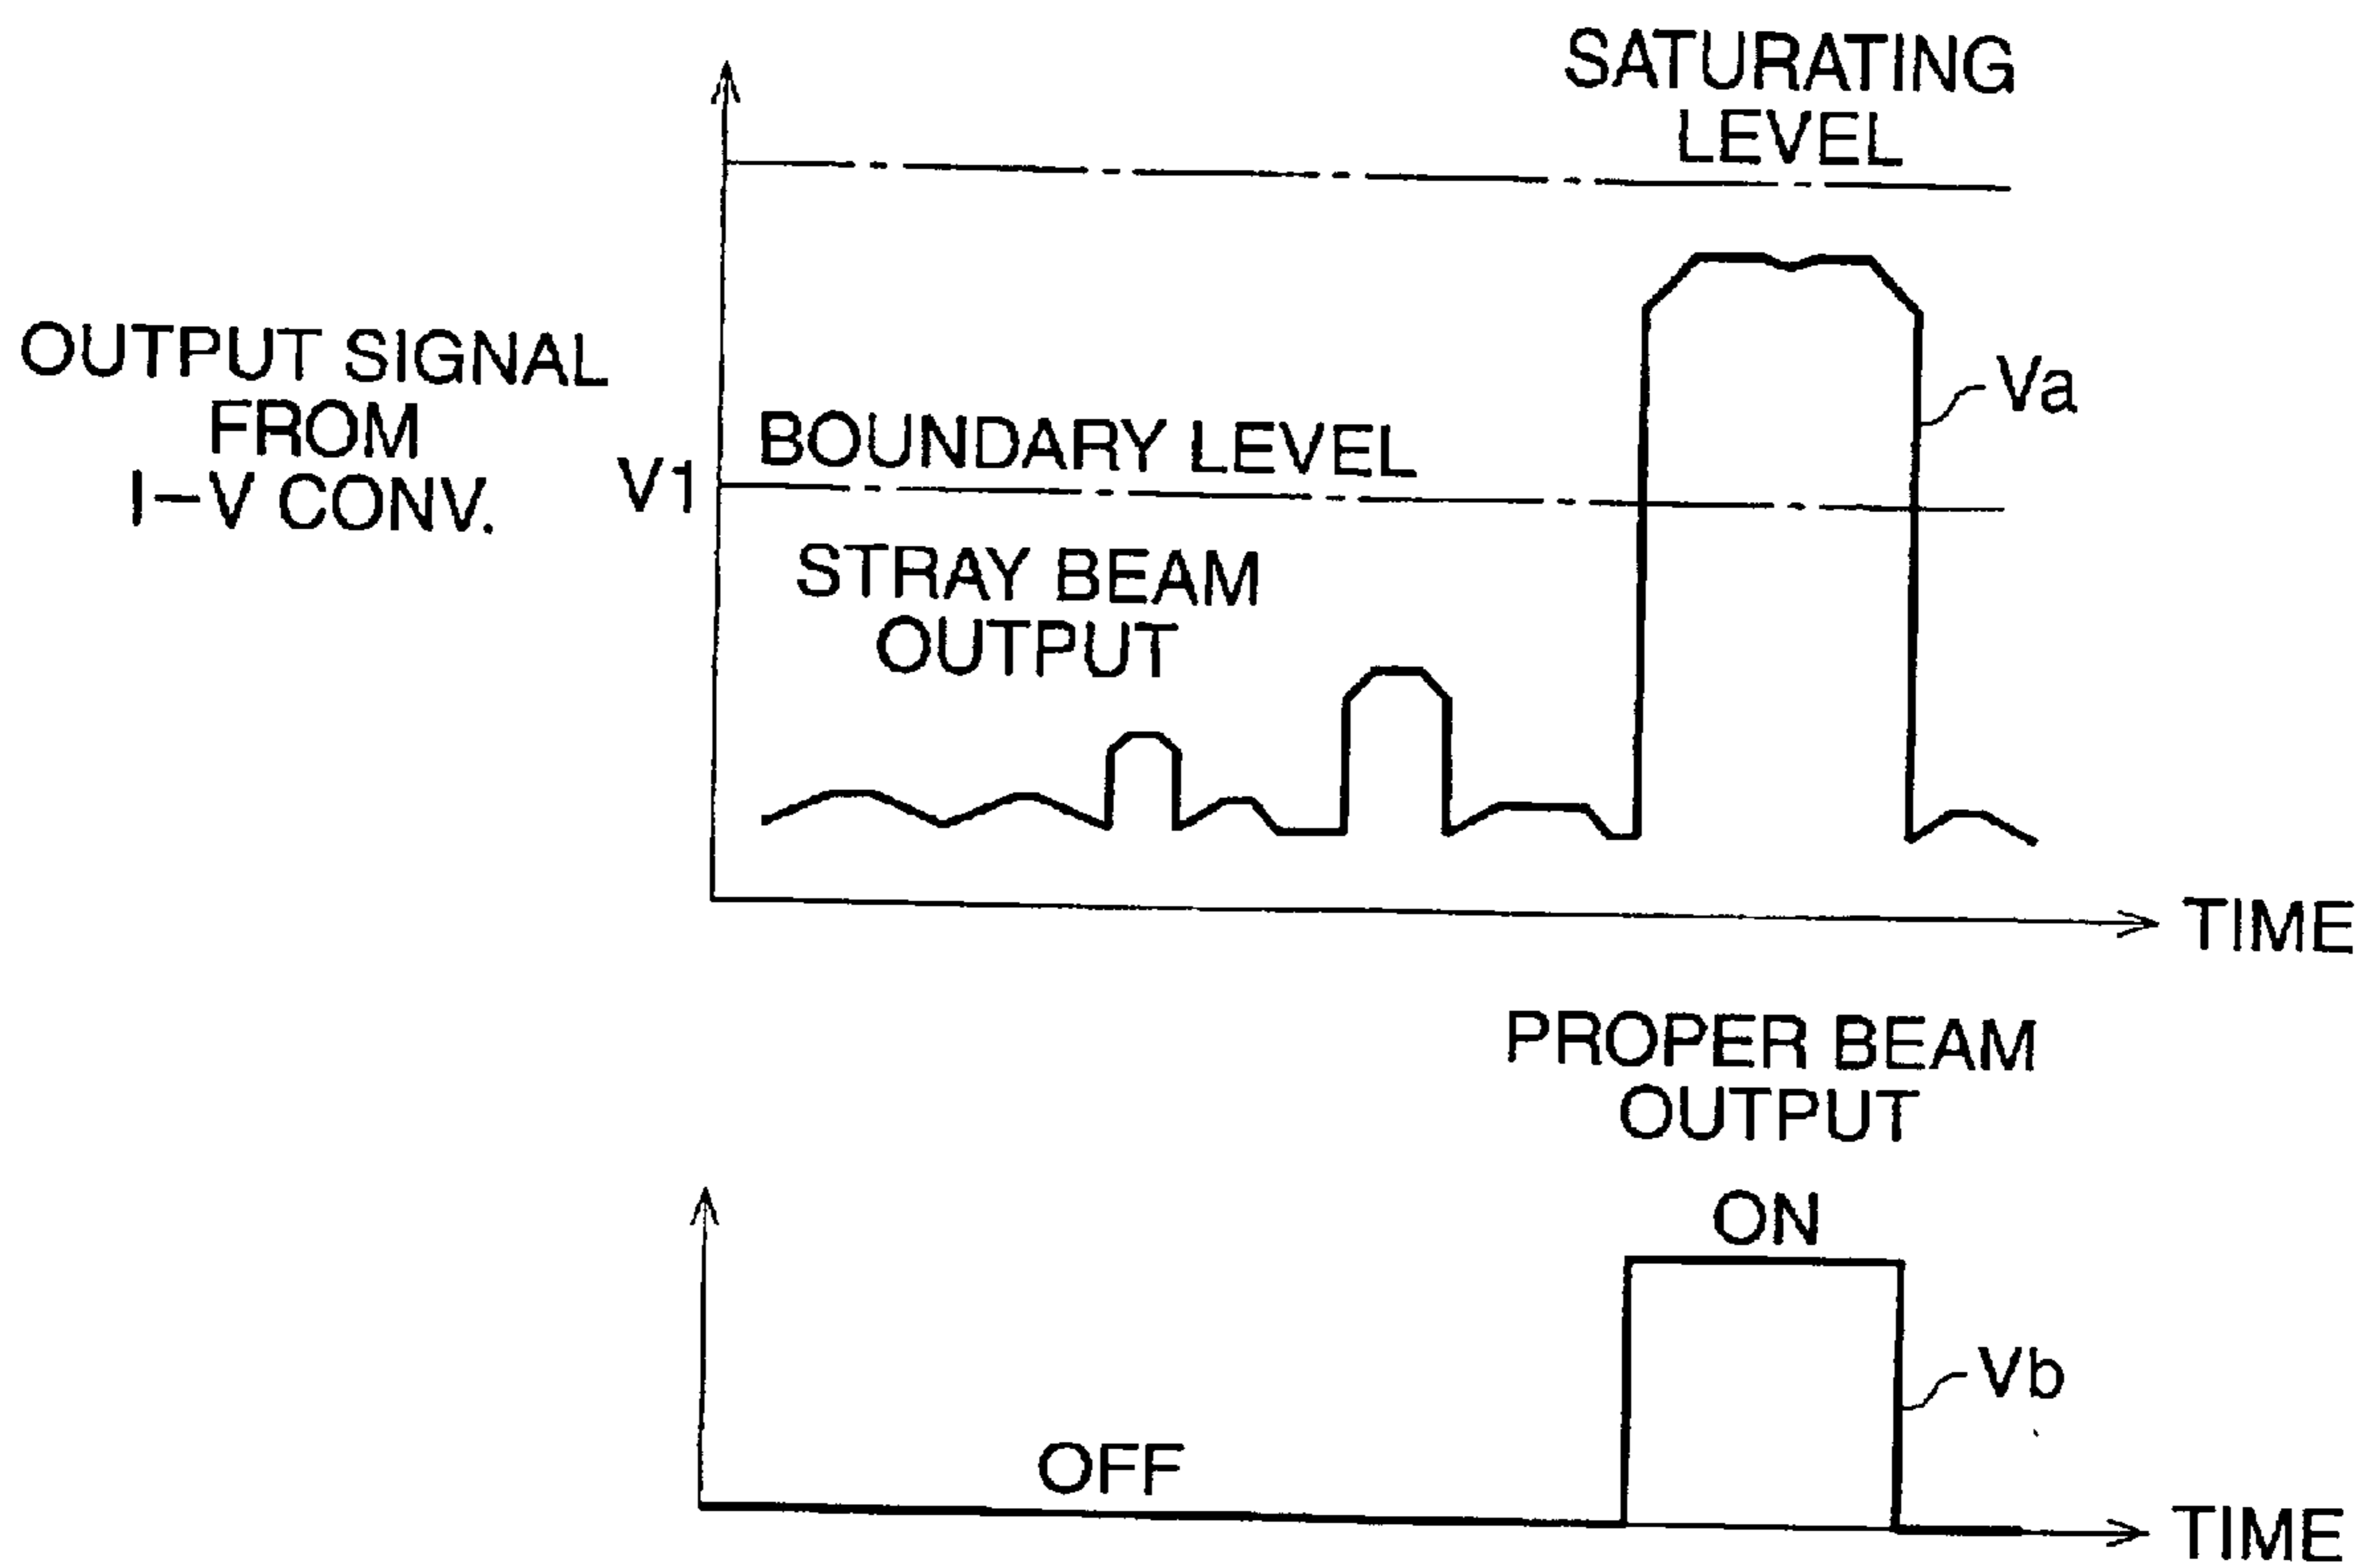 SATURATING
LEVEL
OUTPUT SIGNAL
FROM
I-V CONV.
V1
BOUNDARY LEVEL
Va
STRAY BEAM
OUTPUT
TIME
PROPER BEAM
OUTPUT
ON
Vb
OFF
TIME